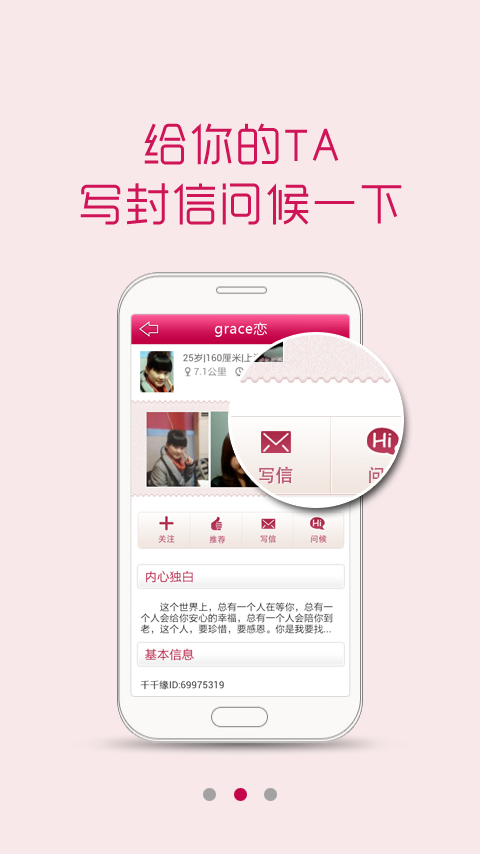 给你的TA
写封信问候一下
grace恋
25岁|160厘米|上
7.1公里
写信
Hi
问
关注
推荐
写信
Hi
问候
内心独白
这个世界上，总有一个人在等你，总有一
个人会给你安心的幸福，总有一个人会陪你到
老，这个人，要珍惜，要感恩。你是我要找...
基本信息
千千缘ID:69975319